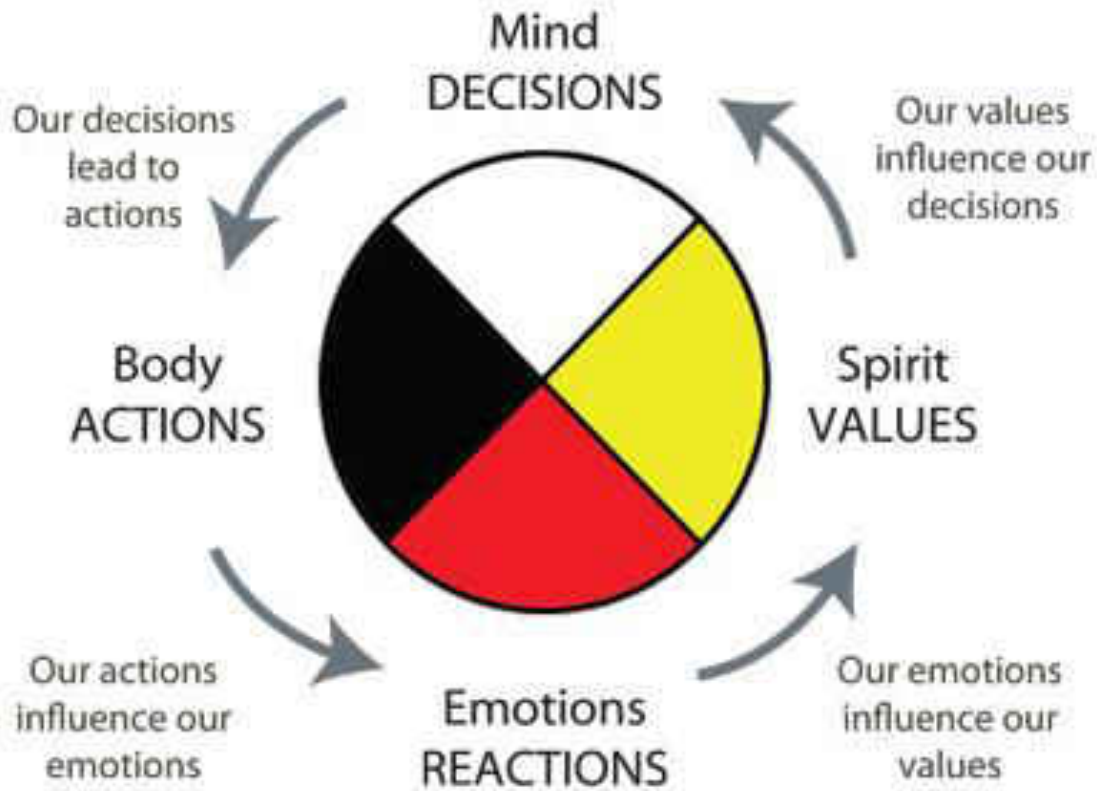 Mind
DECISIONS
Our decisions
lead to
actions
Our values
influence our
decisions
Body
ACTIONS
Spirit
VALUES
Our actions
influence our
emotions
Emotions
REACTIONS
Our emotions
influence our
values